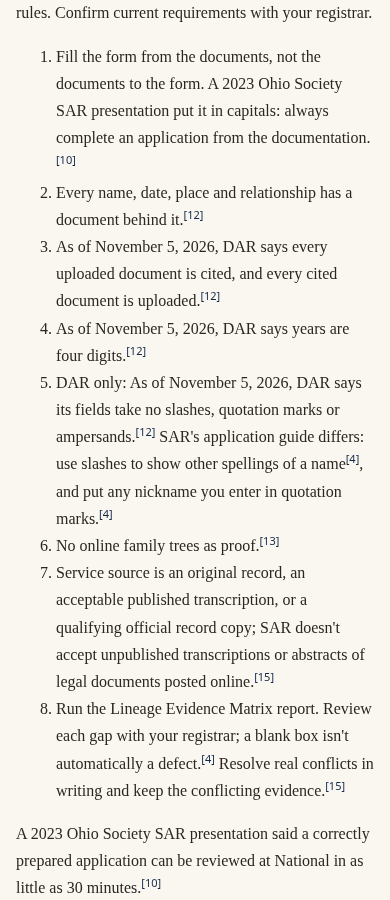 rules. Confirm current requirements with your registrar.
1. Fill the form from the documents, not the
documents to the form. A 2023 Ohio Society
SAR presentation put it in capitals: always
complete an application from the documentation.
[10]
2. Every name, date, place and relationship has a
document behind it.[12]
3. As of November 5, 2026, DAR says every
uploaded document is cited, and every cited
document is uploaded.[12]
4. As of November 5, 2026, DAR says years are
four digits.[12]
5. DAR only: As of November 5, 2026, DAR says
its fields take no slashes, quotation marks or
ampersands.[12] SAR's application guide differs:
use slashes to show other spellings of a name[4],
and put any nickname you enter in quotation
marks.[4]
6. No online family trees as proof.[13]
7. Service source is an original record, an
acceptable published transcription, or a
qualifying official record copy; SAR doesn't
accept unpublished transcriptions or abstracts of
legal documents posted online.[15]
8. Run the Lineage Evidence Matrix report. Review
each gap with your registrar; a blank box isn't
automatically a defect.[4] Resolve real conflicts in
writing and keep the conflicting evidence.[15]
A 2023 Ohio Society SAR presentation said a correctly
prepared application can be reviewed at National in as
little as 30 minutes.[10]